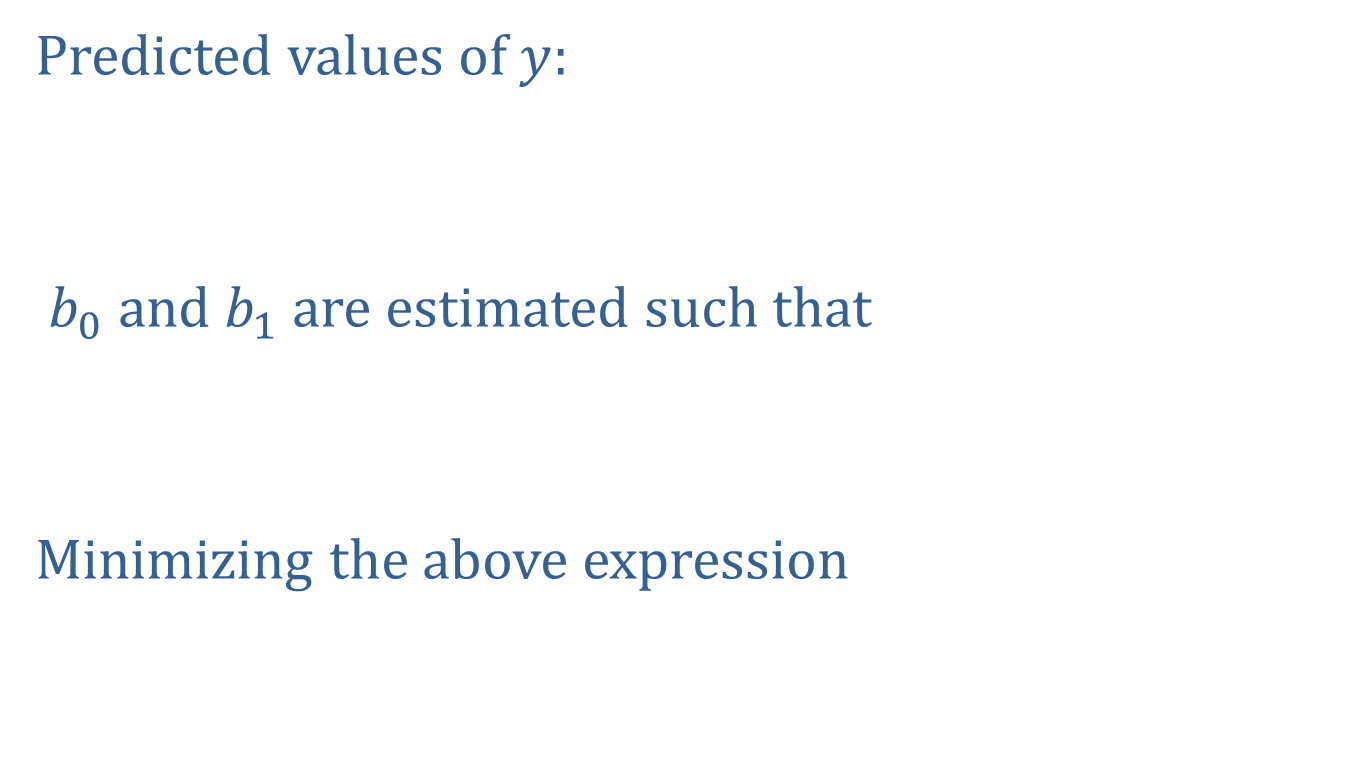 Predicted values of y:
b₀ and b₁ are estimated such that
Minimizing the above expression